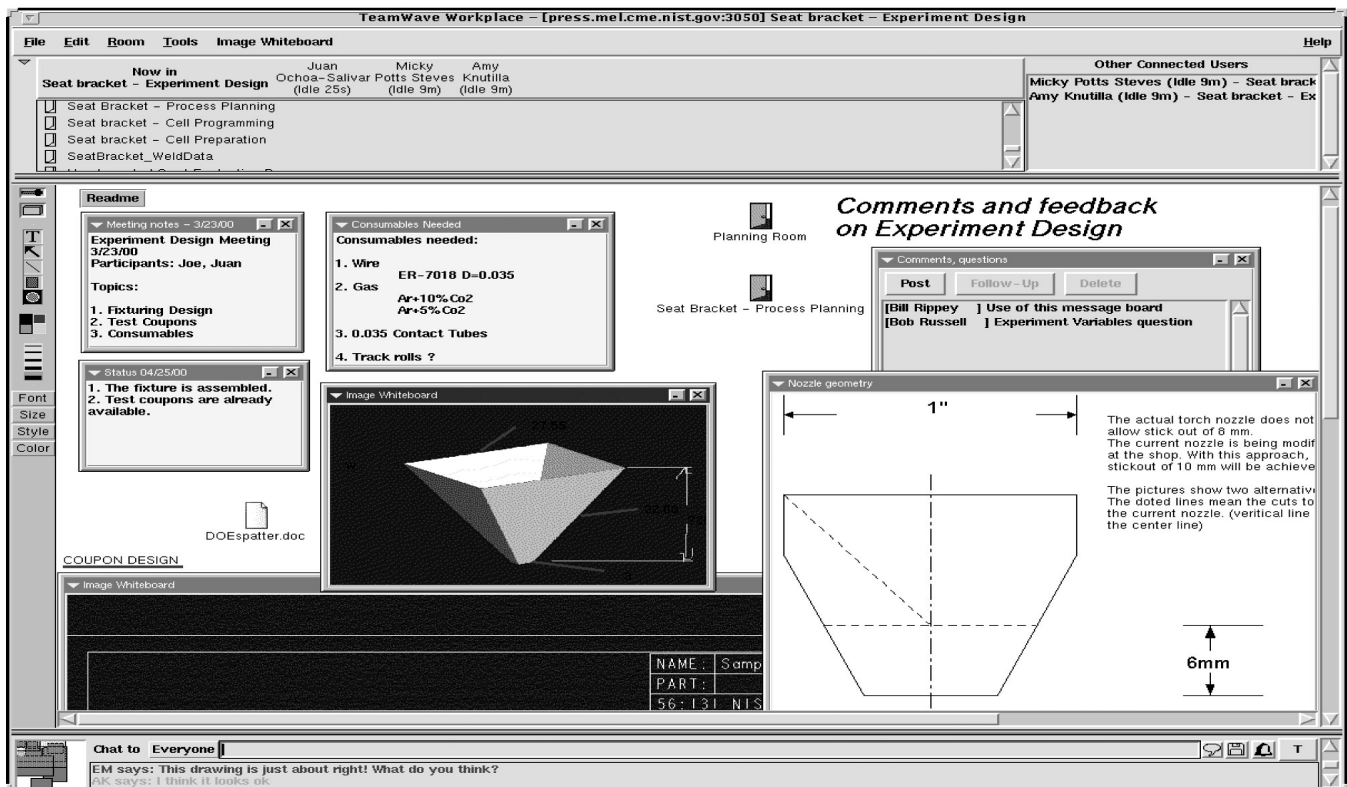 TeamWave Workplace – [press.mel.cme.nist.gov:3050] Seat bracket – Experiment Design
File Edit Room Tools Image Whiteboard Help
Now in
Seat bracket – Experiment Design
Juan
Ochoa-Salivar
(Idle 25s)
Micky
Potts Steves
(Idle 9m)
Amy
Knutilla
(Idle 9m)
Other Connected Users
Micky Potts Steves (Idle 9m) – Seat brack
Amy Knutilla (Idle 9m) – Seat bracket – Ex
Seat Bracket – Process Planning
Seat bracket – Cell Programming
Seat bracket – Cell Preparation
SeatBracket_WeldData
T
Font
Size
Style
Color
Readme
Meeting notes – 3/23/00
Experiment Design Meeting
3/23/00
Participants: Joe, Juan
Topics:
1. Fixturing Design
2. Test Coupons
3. Consumables
Consumables Needed
Consumables needed:
1. Wire
ER-7018 D=0.035
2. Gas
Ar+10%Co2
Ar+5%Co2
3. 0.035 Contact Tubes
4. Track rolls ?
Planning Room
Seat Bracket – Process Planning
Comments and feedback
on Experiment Design
Comments, questions
Post Follow-Up Delete
[Bill Rippey ] Use of this message board
[Bob Russell ] Experiment Variables question
Status 04/25/00
1. The fixture is assembled.
2. Test coupons are already
available.
DOEspatter.doc
COUPON DESIGN
Image Whiteboard
Image Whiteboard
NAME: Samp
PART:
56:131 NIS
Nozzle geometry
1"
The actual torch nozzle does not
allow stick out of 8 mm.
The current nozzle is being modif
at the shop. With this approach,
stickout of 10 mm will be achieve
The pictures show two alternativ
The doted lines mean the cuts to
the current nozzle. (veritical line
the center line)
6mm
Chat to Everyone
T
EM says: This drawing is just about right! What do you think?
AK says: I think it looks ok